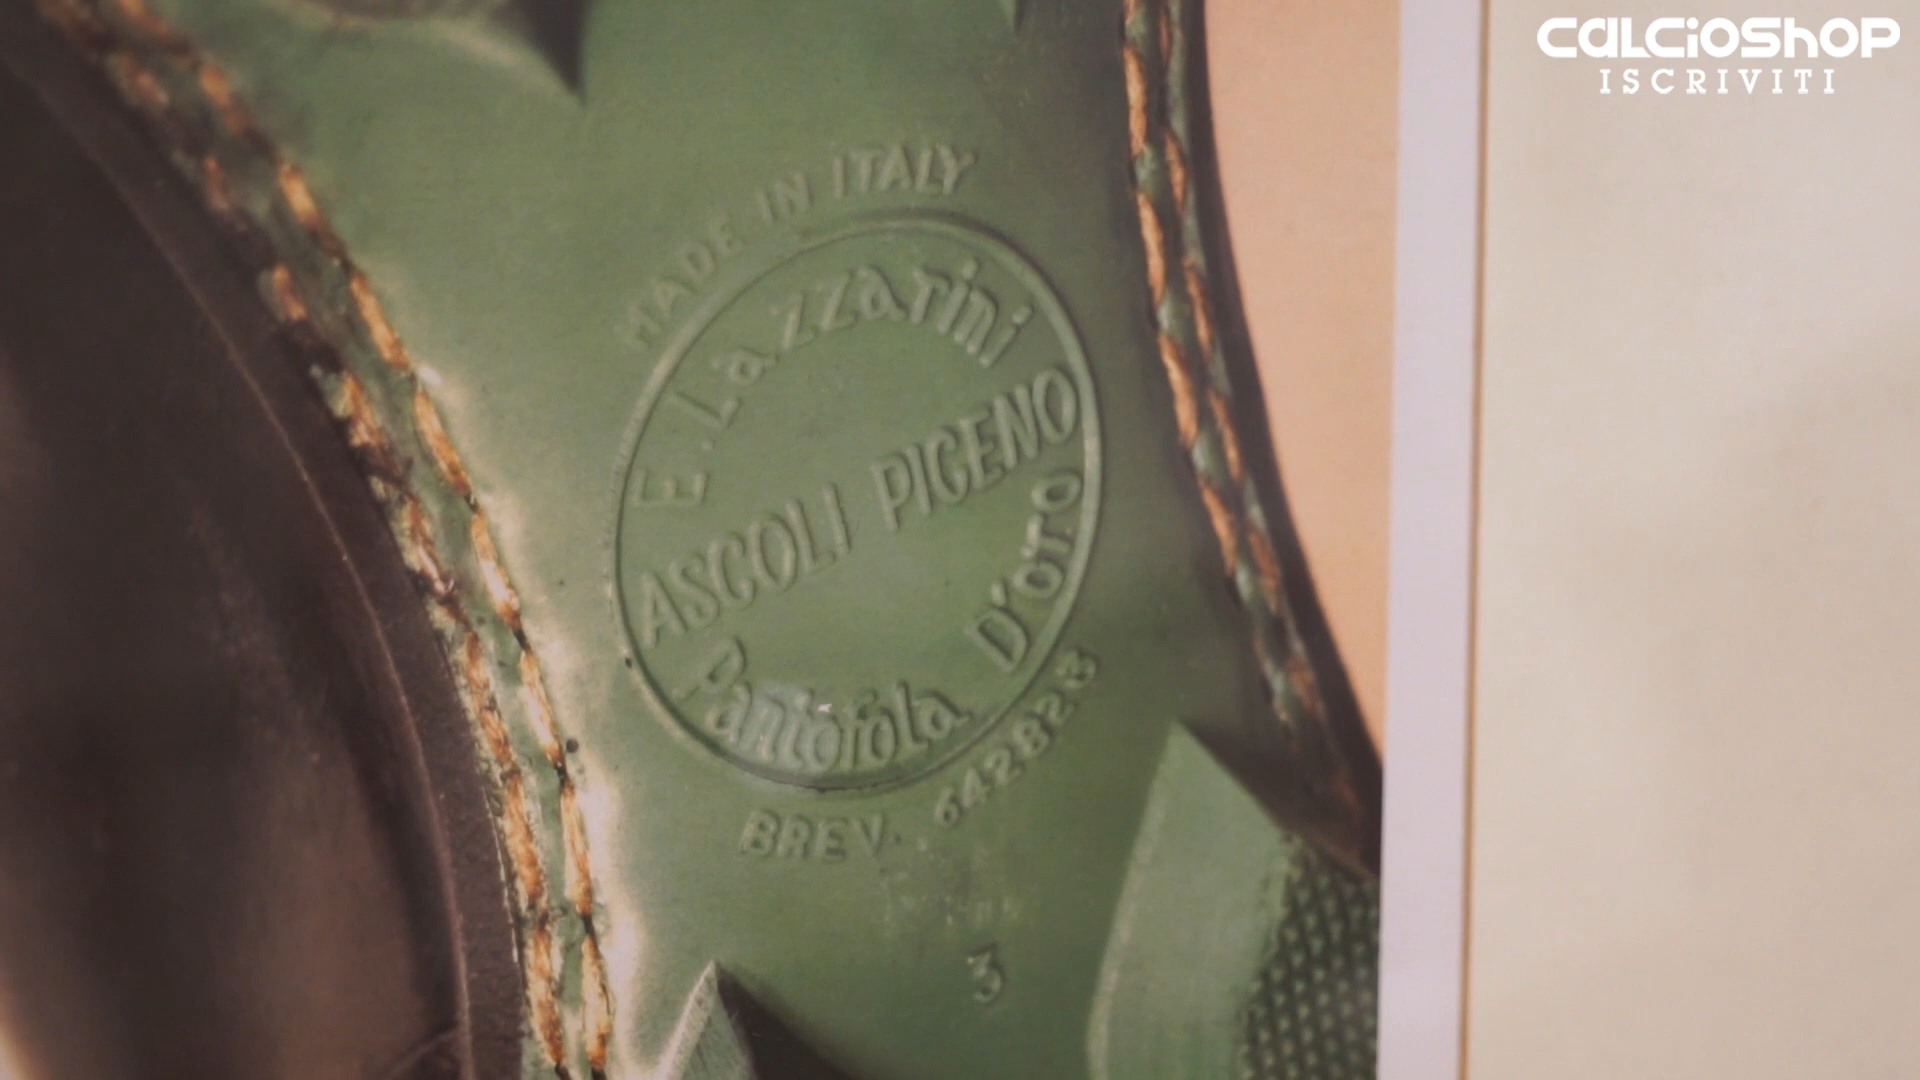 CALCIOSHOP
ISCRIVITI
MADE IN ITALY
E. Lazzarini
ASCOLI PICENO
Pantofola D'oro
BREV. 642823
3